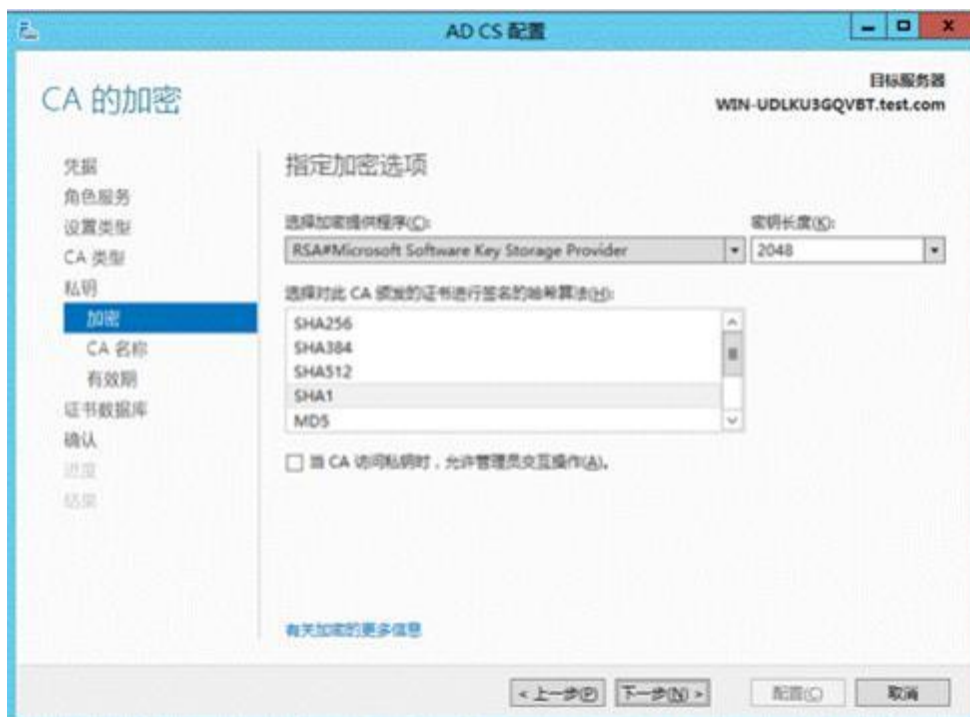 AD CS 配置
CA 的加密
目标服务器
WIN-UDLKU3GQVBT.test.com
凭据
角色服务
设置类型
CA 类型
私钥
加密
CA 名称
有效期
证书数据库
确认
进度
结果
指定加密选项
选择加密提供程序(C):
密钥长度(K):
RSA#Microsoft Software Key Storage Provider
2048
选择对此 CA 颁发的证书进行签名的哈希算法(H):
SHA256
SHA384
SHA512
SHA1
MD5
当 CA 访问私钥时，允许管理员交互操作(A)。
有关加密的更多信息
< 上一步(P)
下一步(N) >
配置(C)
取消